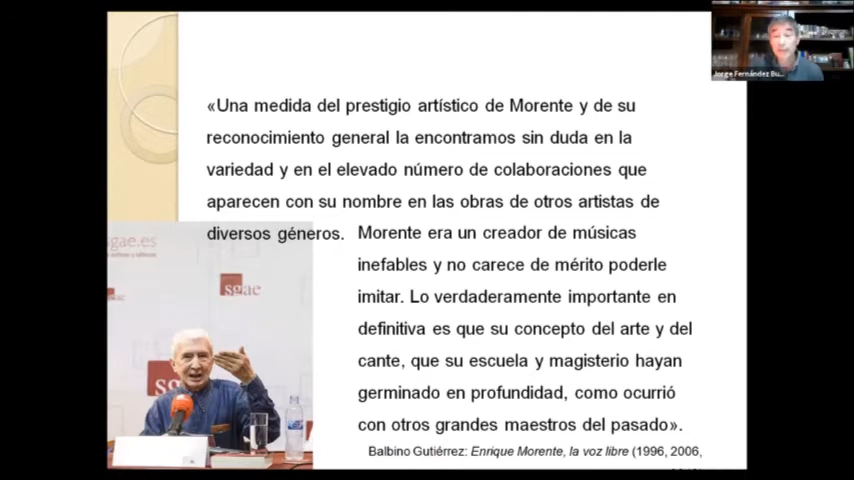 Jorge Fernández Bu...
«Una medida del prestigio artístico de Morente y de su
reconocimiento general la encontramos sin duda en la
variedad y en el elevado número de colaboraciones que
aparecen con su nombre en las obras de otros artistas de
diversos géneros. Morente era un creador de músicas
inefables y no carece de mérito poderle
imitar. Lo verdaderamente importante en
definitiva es que su concepto del arte y del
cante, que su escuela y magisterio hayan
germinado en profundidad, como ocurrió
con otros grandes maestros del pasado».
Balbino Gutiérrez: Enrique Morente, la voz libre (1996, 2006,
sgae.es
sgae